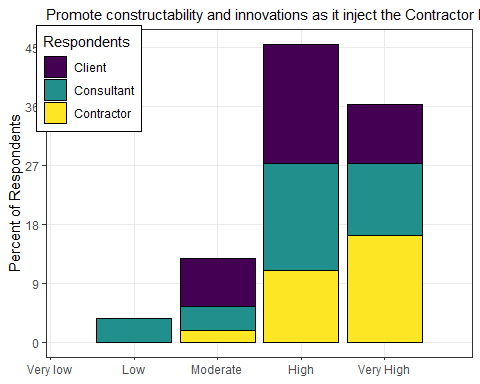 Promote constructability and innovations as it inject the Contractor
Respondents
Client
Consultant
Contractor
Percent of Respondents
45
36
27
18
9
0
Very low
Low
Moderate
High
Very High